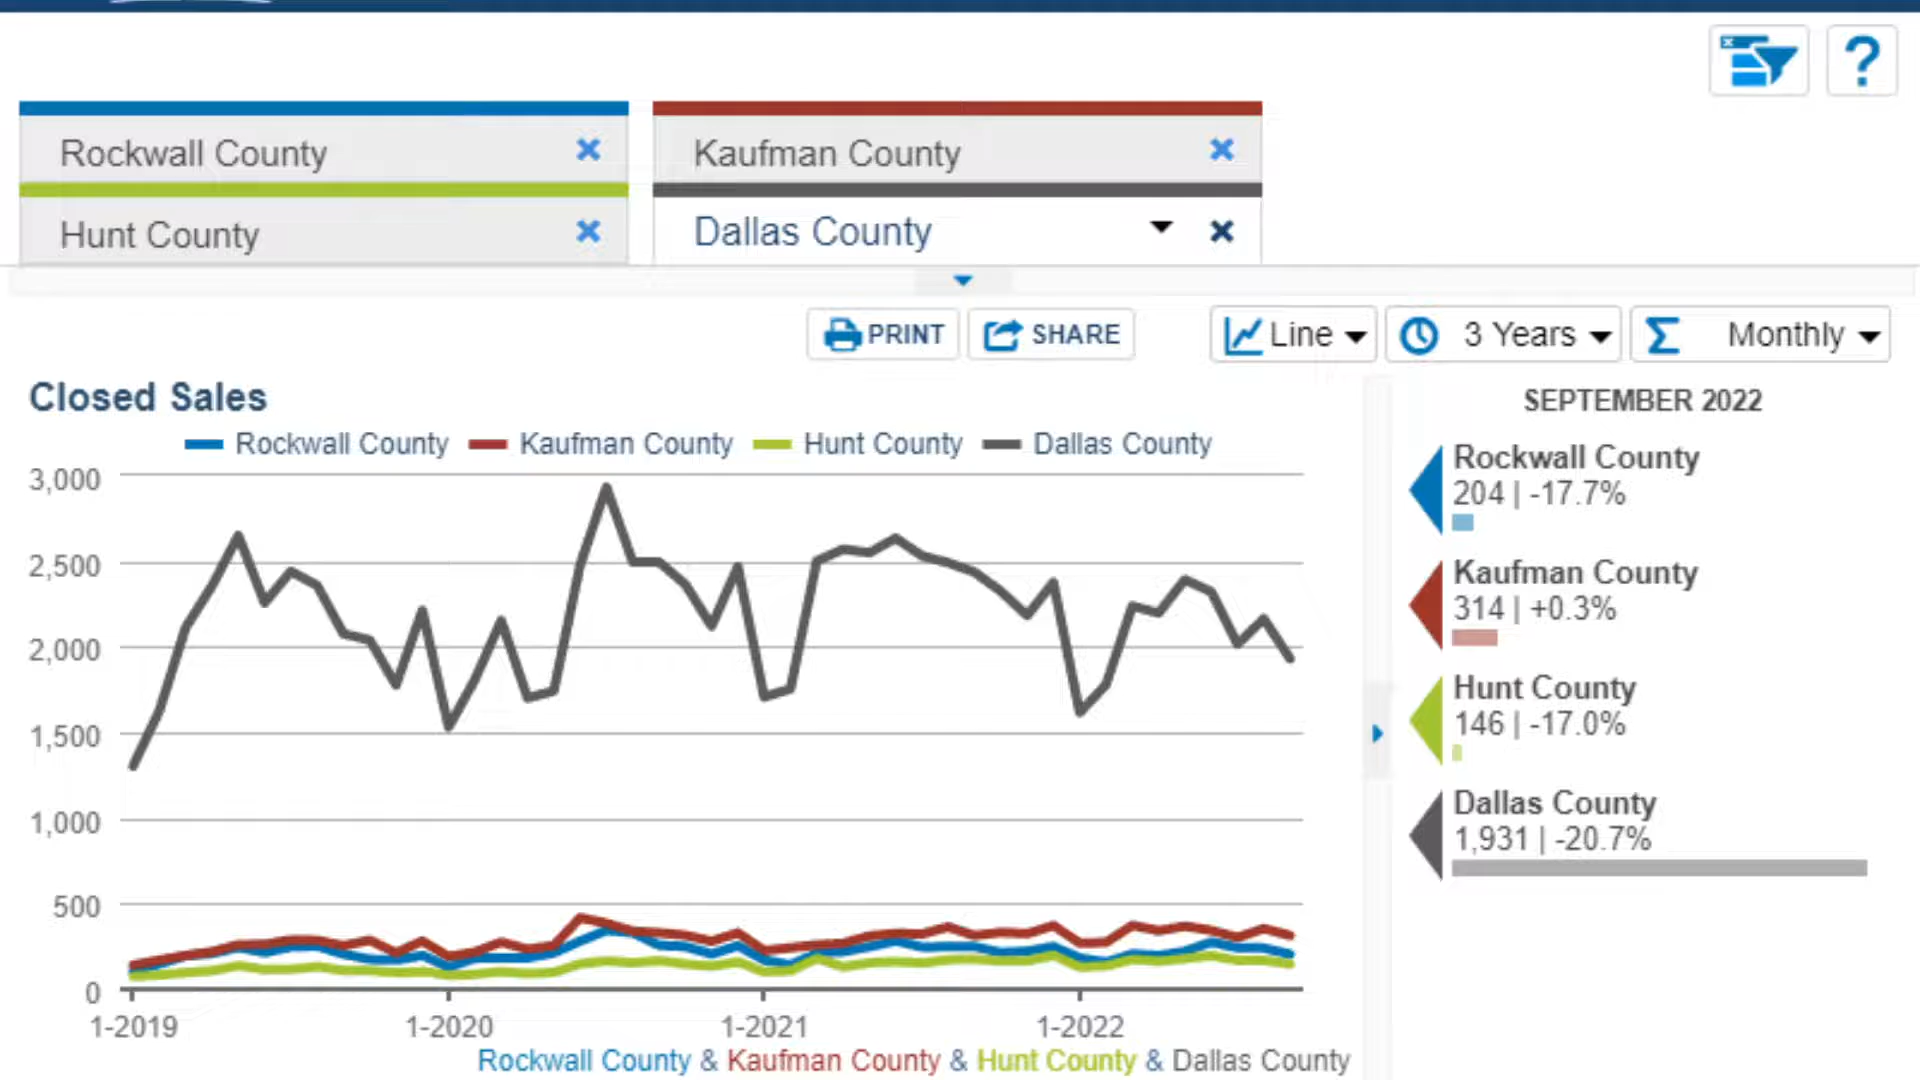 ?
Rockwall County
Kaufman County
Hunt County
Dallas County
PRINT
SHARE
Line
3 Years
Monthly
Closed Sales
Rockwall County Kaufman County Hunt County Dallas County
3,000
2,500
2,000
1,500
1,000
500
0
1-2019 1-2020 1-2021 1-2022
Rockwall County & Kaufman County & Hunt County & Dallas County
SEPTEMBER 2022
Rockwall County
204 | -17.7%
Kaufman County
314 | +0.3%
Hunt County
146 | -17.0%
Dallas County
1,931 | -20.7%